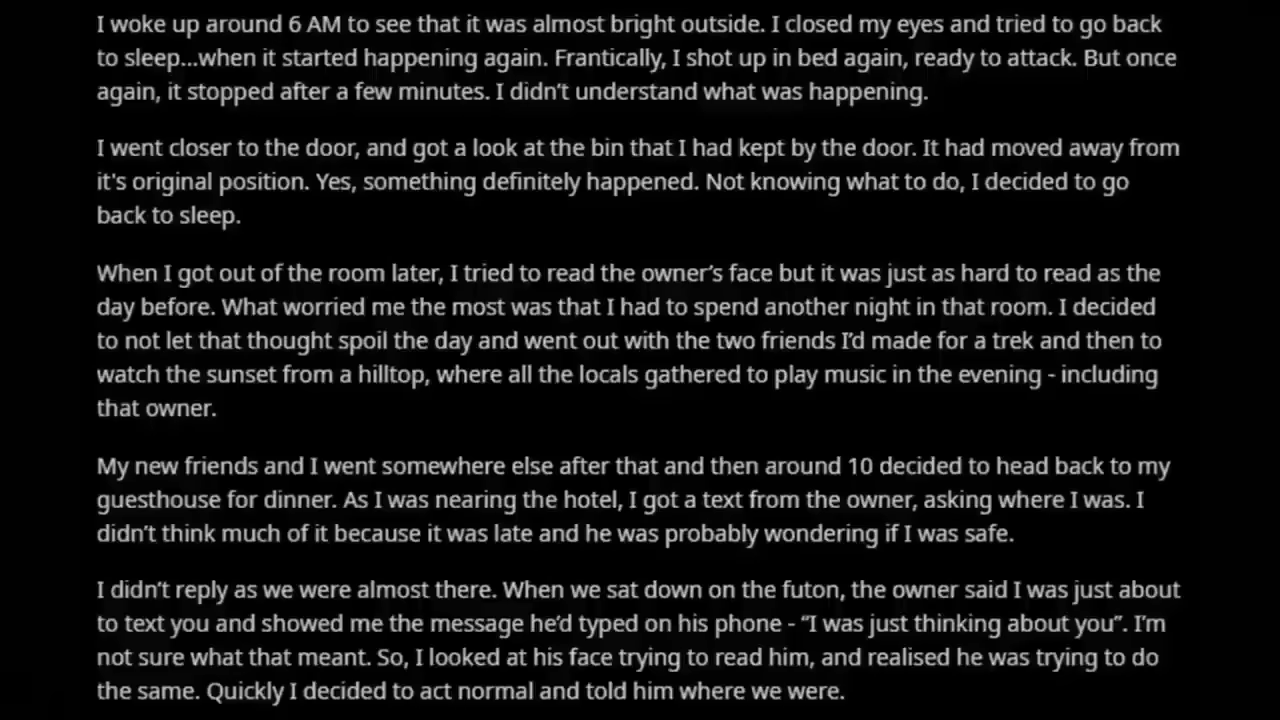 I woke up around 6 AM to see that it was almost bright outside. I closed my eyes and tried to go back
to sleep...when it started happening again. Frantically, I shot up in bed again, ready to attack. But once
again, it stopped after a few minutes. I didn’t understand what was happening.
I went closer to the door, and got a look at the bin that I had kept by the door. It had moved away from
it's original position. Yes, something definitely happened. Not knowing what to do, I decided to go
back to sleep.
When I got out of the room later, I tried to read the owner’s face but it was just as hard to read as the
day before. What worried me the most was that I had to spend another night in that room. I decided
to not let that thought spoil the day and went out with the two friends I’d made for a trek and then to
watch the sunset from a hilltop, where all the locals gathered to play music in the evening - including
that owner.
My new friends and I went somewhere else after that and then around 10 decided to head back to my
guesthouse for dinner. As I was nearing the hotel, I got a text from the owner, asking where I was. I
didn’t think much of it because it was late and he was probably wondering if I was safe.
I didn’t reply as we were almost there. When we sat down on the futon, the owner said I was just about
to text you and showed me the message he’d typed on his phone - “I was just thinking about you”. I’m
not sure what that meant. So, I looked at his face trying to read him, and realised he was trying to do
the same. Quickly I decided to act normal and told him where we were.